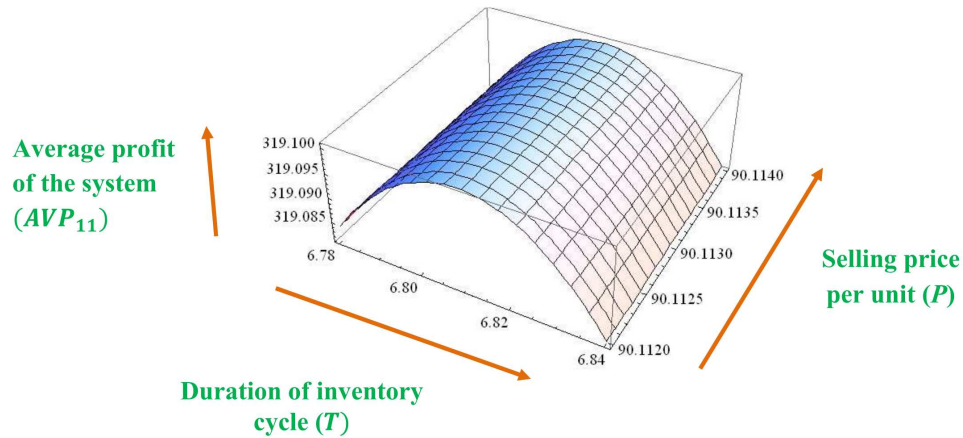 Average profit
of the system
(AVP₁₁)
319.100
319.095
319.090
319.085
6.78
6.80
6.82
6.84
90.1140
90.1135
90.1130
90.1125
90.1120
Selling price
per unit (P)
Duration of inventory
cycle (T)